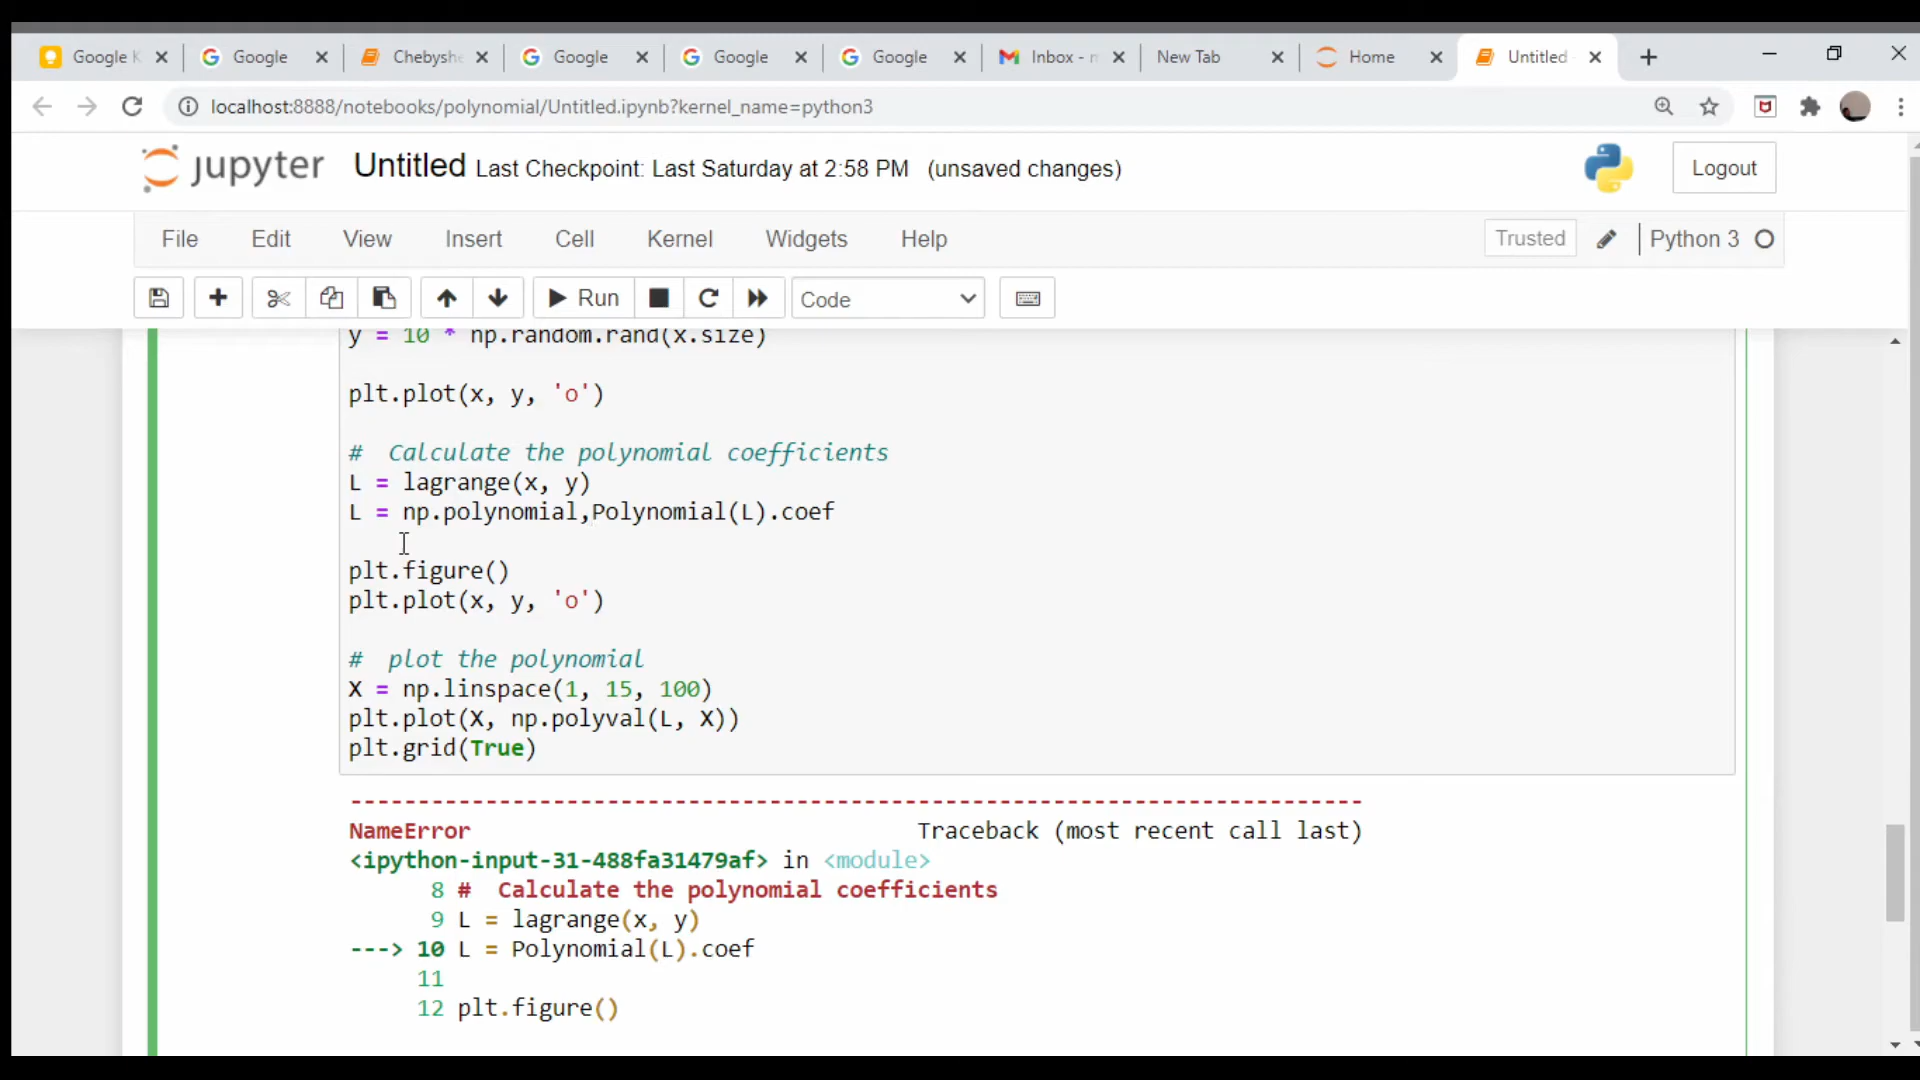 Google K Google Chebyshe Google Google Google Inbox - New Tab Home Untitled
localhost:8888/notebooks/polynomial/Untitled.ipynb?kernel_name=python3
jupyter Untitled Last Checkpoint: Last Saturday at 2:58 PM (unsaved changes) Logout
File Edit View Insert Cell Kernel Widgets Help Trusted Python 3
Run Code
y = 10 * np.random.rand(x.size)
plt.plot(x, y, 'o')
# Calculate the polynomial coefficients
L = lagrange(x, y)
L = np.polynomial,Polynomial(L).coef
plt.figure()
plt.plot(x, y, 'o')
# plot the polynomial
X = np.linspace(1, 15, 100)
plt.plot(X, np.polyval(L, X))
plt.grid(True)
---------------------------------------------------------------------------
NameError Traceback (most recent call last)
<ipython-input-31-488fa31479af> in <module>
8 # Calculate the polynomial coefficients
9 L = lagrange(x, y)
---> 10 L = Polynomial(L).coef
11
12 plt.figure()